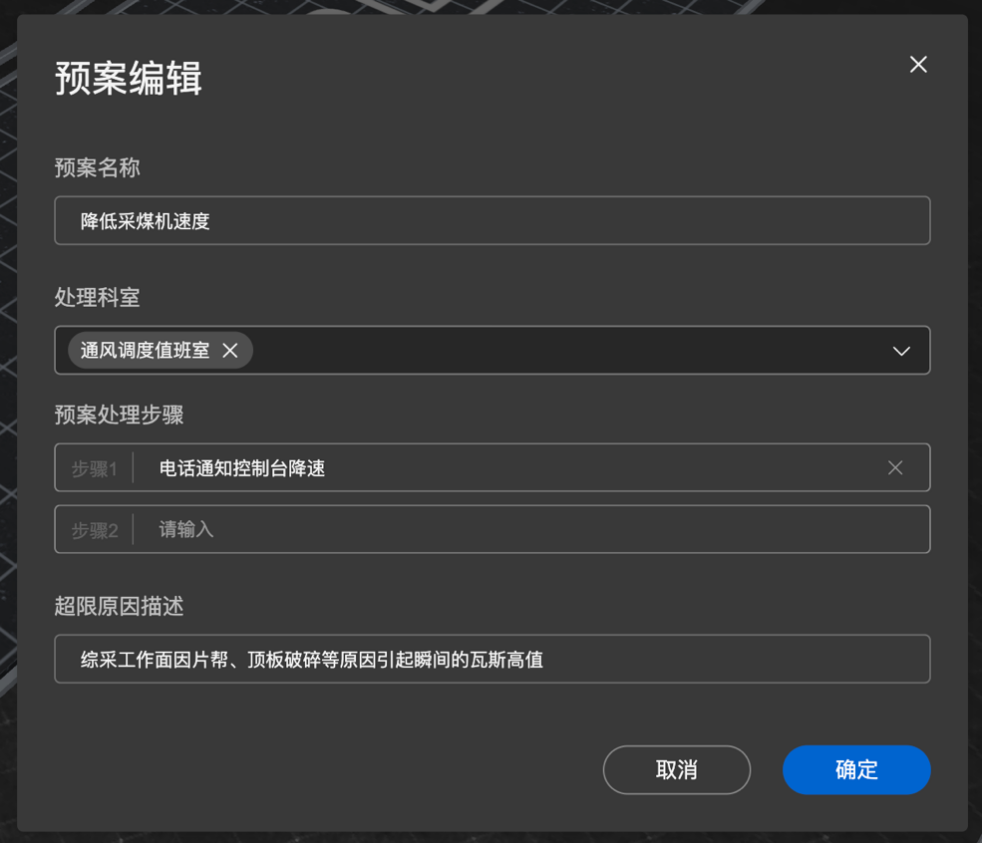 预案编辑
预案名称
降低采煤机速度
处理科室
通风调度值班室
预案处理步骤
步骤1 电话通知控制台降速
步骤2 请输入
超限原因描述
综采工作面因片帮、顶板破碎等原因引起瞬间的瓦斯高值
取消 确定